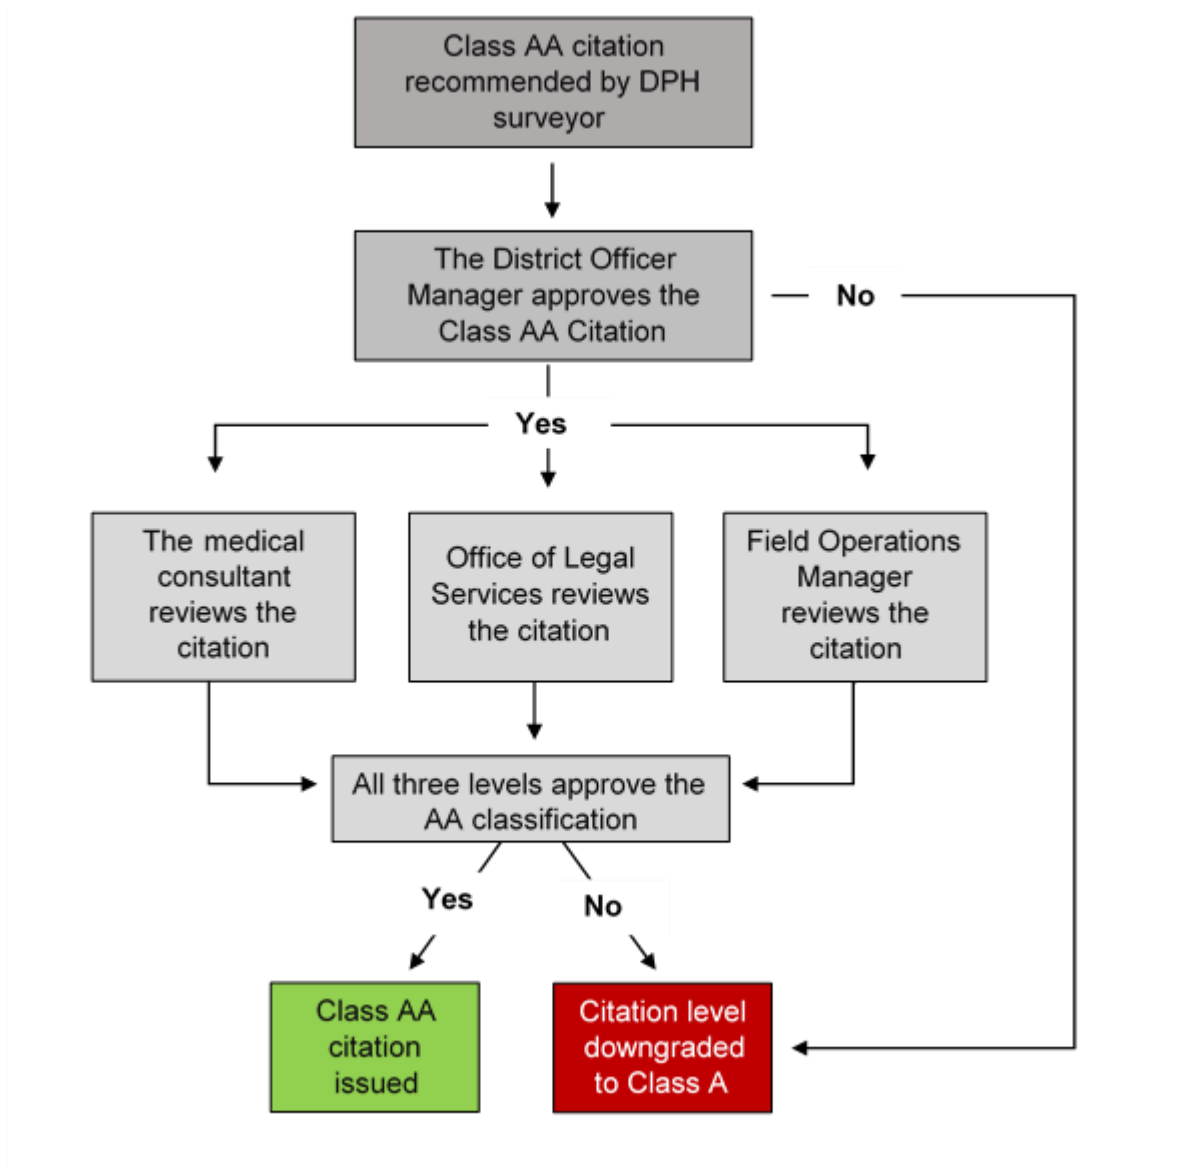 Class AA citation
recommended by DPH
surveyor
The District Officer
Manager approves the
Class AA Citation
No
Yes
The medical
consultant
reviews the
citation
Office of Legal
Services reviews
the citation
Field Operations
Manager
reviews the
citation
All three levels approve the
AA classification
Yes
No
Class AA
citation
issued
Citation level
downgraded
to Class A